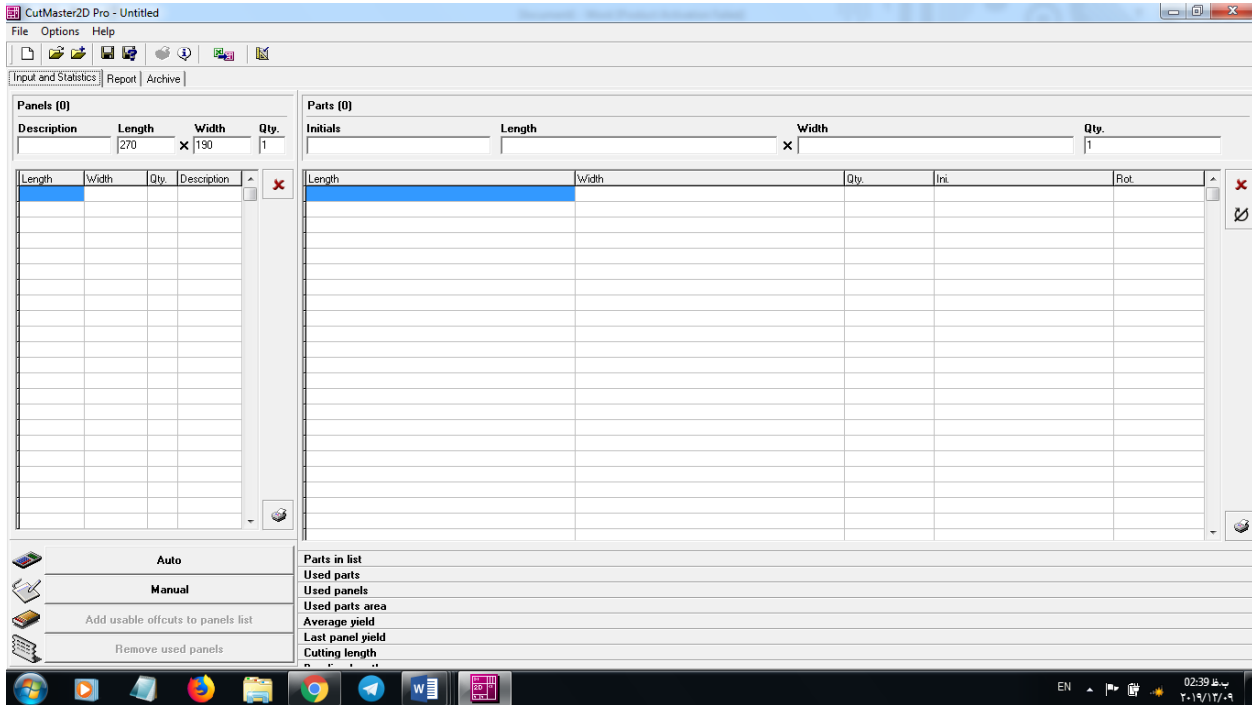 CutMaster2D Pro - Untitled
File Options Help
Input and Statistics Report Archive
Panels (0)
Description Length Width Qty.
270 × 190 1
Length Width Qty. Description
Auto
Manual
Add usable offcuts to panels list
Remove used panels
Parts (0)
Initials Length Width Qty.
× 1
Length Width Qty. Ini. Rot.
Parts in list
Used parts
Used panels
Used parts area
Average yield
Last panel yield
Cutting length
EN
02:39 ب.ظ
٢٠١٩/١٢/٠٩